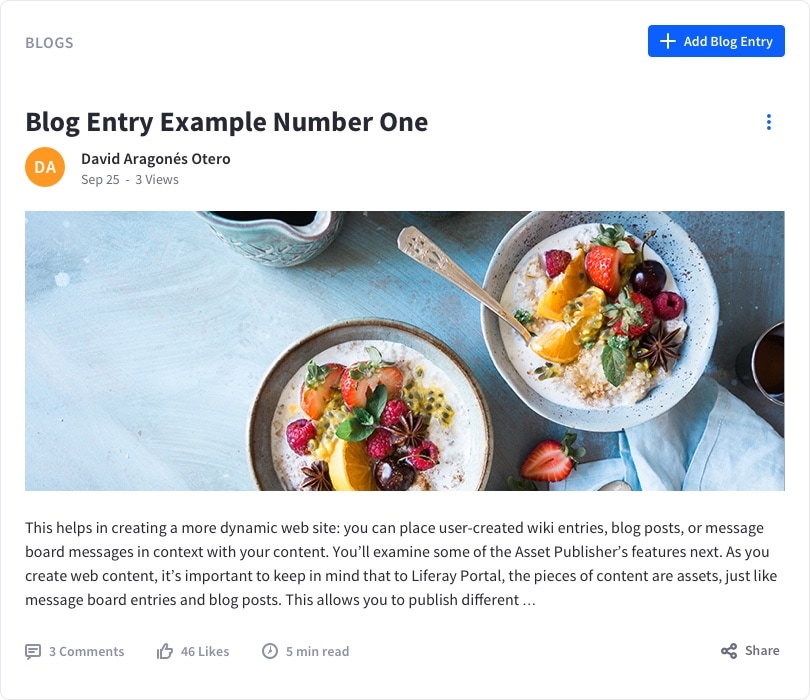 BLOGS
Add Blog Entry
Blog Entry Example Number One
DA
David Aragonés Otero
Sep 25 - 3 Views
This helps in creating a more dynamic web site: you can place user-created wiki entries, blog posts, or message
board messages in context with your content. You’ll examine some of the Asset Publisher’s features next. As you
create web content, it’s important to keep in mind that to Liferay Portal, the pieces of content are assets, just like
message board entries and blog posts. This allows you to publish different …
3 Comments 46 Likes 5 min read Share